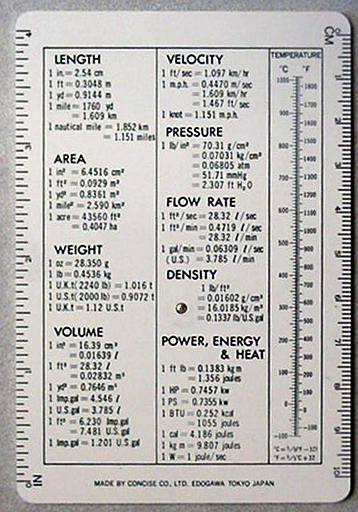 LENGTH
1 in. = 2.54 cm
1 ft = 0.3048 m
1 yd = 0.9144 m
1 mile = 1760 yd
= 1.609 km
1 nautical mile = 1.852 km
= 1.151 miles
AREA
1 in² = 6.4516 cm²
1 ft² = 0.0929 m²
1 yd² = 0.8361 m²
1 mile² = 2.590 km²
1 acre = 43560 ft²
= 0.4047 ha
WEIGHT
1 oz = 28.350 g
1 lb = 0.4536 kg
1 U.K.t (2240 lb) = 1.016 t
1 U.S.t (2000 lb) = 0.9072 t
1 U.K.t = 1.12 U.S.t
VOLUME
1 in³ = 16.39 cm³
= 0.01639 ℓ
1 ft³ = 28.32 ℓ
= 0.02832 m³
1 yd³ = 0.7646 m³
1 Imp.gal = 4.546 ℓ
1 U.S.gal = 3.785 ℓ
1 ft³ = 6.230 Imp.gal
= 7.481 U.S.gal
1 Imp.gal = 1.201 U.S.gal
VELOCITY
1 ft/sec = 1.097 km/hr
1 m.p.h. = 0.4470 m/sec
= 1.609 km/hr
= 1.467 ft/sec
1 knot = 1.151 m.p.h.
PRESSURE
1 lb/in² = 70.31 g/cm²
= 0.07031 kg/cm²
= 0.06805 atm
= 51.71 mmHg
= 2.307 ft H₂O
FLOW RATE
1 ft³/sec = 28.32 ℓ/sec
1 ft³/min = 0.4719 ℓ/sec
= 28.32 ℓ/min
1 gal/min = 0.06309 ℓ/sec
(U.S.) = 3.785 ℓ/min
DENSITY
1 lb/ft³
= 0.01602 g/cm³
= 16.0185 kg/m³
= 0.1337 lb/U.S.gal
POWER, ENERGY
& HEAT
1 ft lb = 0.1383 kg m
= 1.356 joules
1 HP = 0.7457 kw
1 PS = 0.7355 kw
1 BTU = 0.252 kcal
= 1055 joules
1 cal = 4.186 joules
1 kg m = 9.807 joules
1 W = 1 joule/sec
TEMPERATURE
°C °F
MADE BY CONCISE CO., LTD. EDOGAWA TOKYO JAPAN
CM
IN